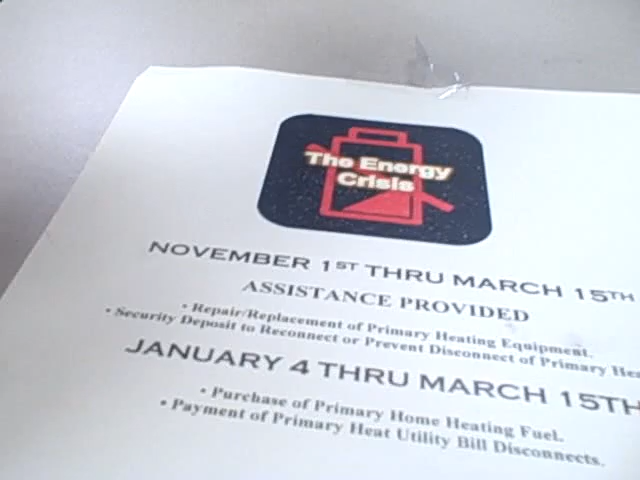 The Energy
Crisis
NOVEMBER 1ST THRU MARCH 15TH
ASSISTANCE PROVIDED
• Repair/Replacement of Primary Heating Equipment.
• Security Deposit to Reconnect or Prevent Disconnect of Primary Hea
JANUARY 4 THRU MARCH 15TH
• Purchase of Primary Home Heating Fuel.
• Payment of Primary Heat Utility Bill Disconnects.